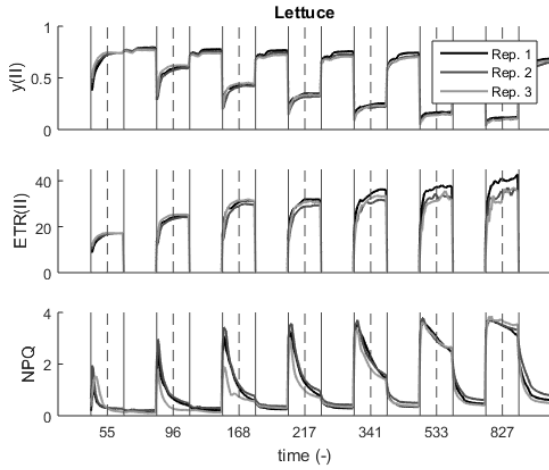 Lettuce
1
0.5
0
y(II)
Rep. 1
Rep. 2
Rep. 3
40
20
0
ETR(II)
4
2
0
NPQ
55 96 168 217 341 533 827
time (-)